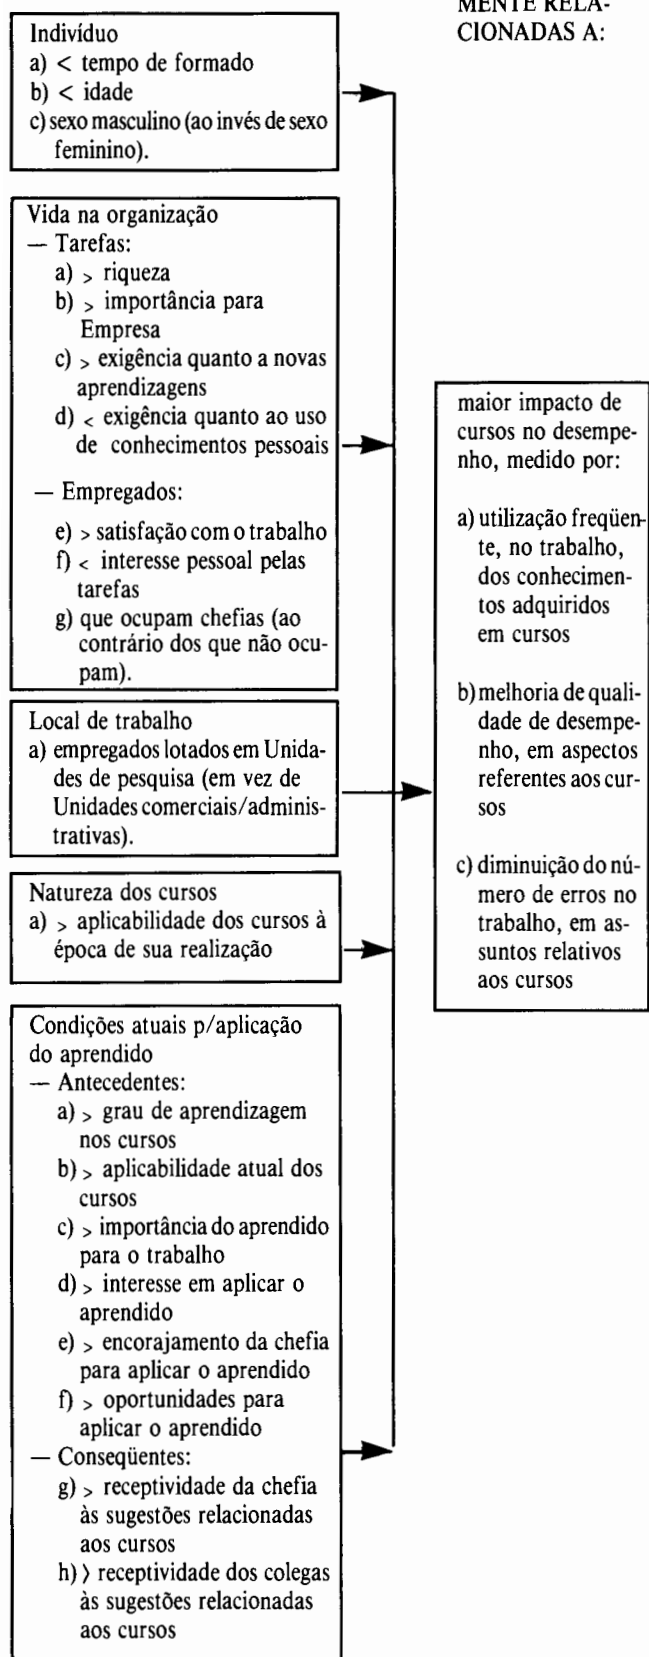 MENTE RELA-
CIONADAS A:
Indivíduo
a) < tempo de formado
b) < idade
c) sexo masculino (ao invés de sexo
feminino).
Vida na organização
— Tarefas:
a) > riqueza
b) > importância para
Empresa
c) > exigência quanto a novas
aprendizagens
d) < exigência quanto ao uso
de conhecimentos pessoais
— Empregados:
e) > satisfação com o trabalho
f) < interesse pessoal pelas
tarefas
g) que ocupam chefias (ao
contrário dos que não ocu-
pam).
Local de trabalho
a) empregados lotados em Unida-
des de pesquisa (em vez de
Unidades comerciais/adminis-
trativas).
Natureza dos cursos
a) > aplicabilidade dos cursos à
época de sua realização
Condições atuais p/aplicação
do aprendido
— Antecedentes:
a) > grau de aprendizagem
nos cursos
b) > aplicabilidade atual dos
cursos
c) > importância do aprendido
para o trabalho
d) > interesse em aplicar o
aprendido
e) > encorajamento da chefia
para aplicar o aprendido
f) > oportunidades para
aplicar o aprendido
— Conseqüentes:
g) > receptividade da chefia
às sugestões relacionadas
aos cursos
h) > receptividade dos colegas
às sugestões relacionadas
aos cursos
maior impacto de
cursos no desempe-
nho, medido por:
a) utilização freqüen-
te, no trabalho,
dos conhecimen-
tos adquiridos
em cursos
b) melhoria de quali-
dade de desempe-
nho, em aspectos
referentes aos cur-
sos
c) diminuição do nú-
mero de erros no
trabalho, em as-
suntos relativos
aos cursos